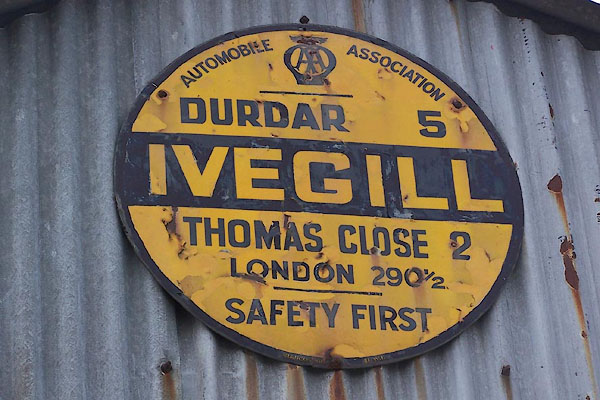 AUTOMOBILE ASSOCIATION
AA
DURDAR 5
IVEGILL
THOMAS CLOSE 2
LONDON 290½
SAFETY FIRST